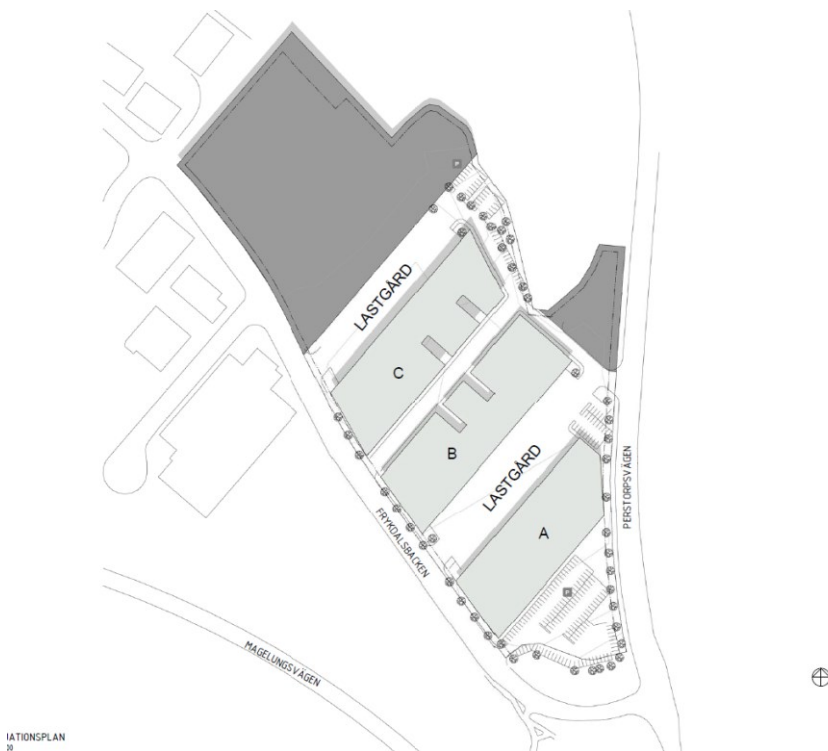 LASTGÅRD
C
B
LASTGÅRD
A
PERSTORPSVÄGEN
FRYKDALSBACKEN
MAGELUNGSVÄGEN
IATIONSPLAN